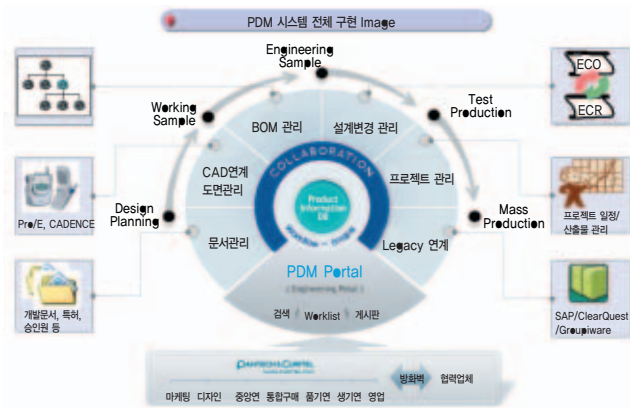 PDM 시스템 전체 구현 Image
Engineering
Sample
Working
Sample
Test
Production
Design
Planning
Mass
Production
ECO
ECR
BOM 관리
설계변경 관리
CAD연계
도면관리
프로젝트 관리
문서관리
Legacy 연계
COLLABORATION
Product
Information
DB
Pro/E, CADENCE
프로젝트 일정/
산출물 관리
개발문서, 특허,
승인원 등
SAP/ClearQuest
/Groupiware
PDM Portal
( Engineering Portal )
검색 Worklist 게시판
PANTECH&CURITEL
방화벽 협력업체
마케팅 디자인 중앙연 통합구매 품기연 생기연 영업